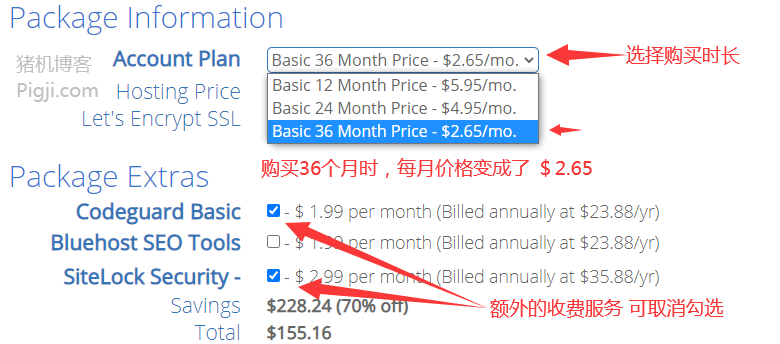 Package Information
猪机博客
Pigji.com
Account Plan
Basic 36 Month Price - $2.65/mo.
选择购买时长
Hosting Price
Basic 12 Month Price - $5.95/mo.
Basic 24 Month Price - $4.95/mo.
Let's Encrypt SSL
Basic 36 Month Price - $2.65/mo.
购买36个月时，每月价格变成了 ＄2.65
Package Extras
Codeguard Basic - $ 1.99 per month (Billed annually at $23.88/yr)
Bluehost SEO Tools - $ 1.99 per month (Billed annually at $23.88/yr)
SiteLock Security - - $ 2.99 per month (Billed annually at $35.88/yr)
Savings $228.24 (70% off)
额外的收费服务 可取消勾选
Total $155.16